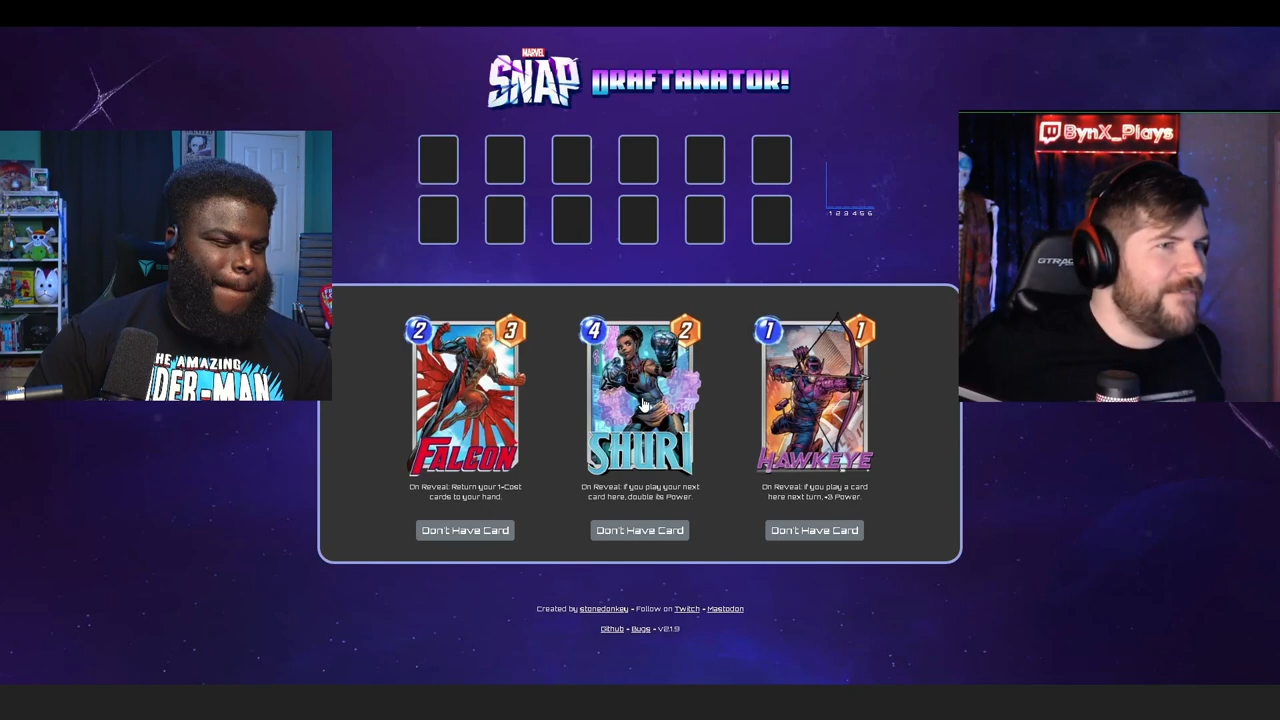 MARVEL
SNAP DRAFTANATOR!
BynX_Plays
1 2 3 4 5 6
GTRAC
2 3
4 2
1 1
HE AMAZING
DER-MAN
FALCON
SHURI
HAWKEYE
On Reveal: Return your 1-Cost
cards to your hand.
On Reveal: if you play your next
card here, double its Power.
On Reveal: if you play a card
here next turn, +3 Power.
Don't Have Card
Don't Have Card
Don't Have Card
Created by stonedonkey - Follow on Twitch - Mastodon
Github - Bugs - v2.1.9